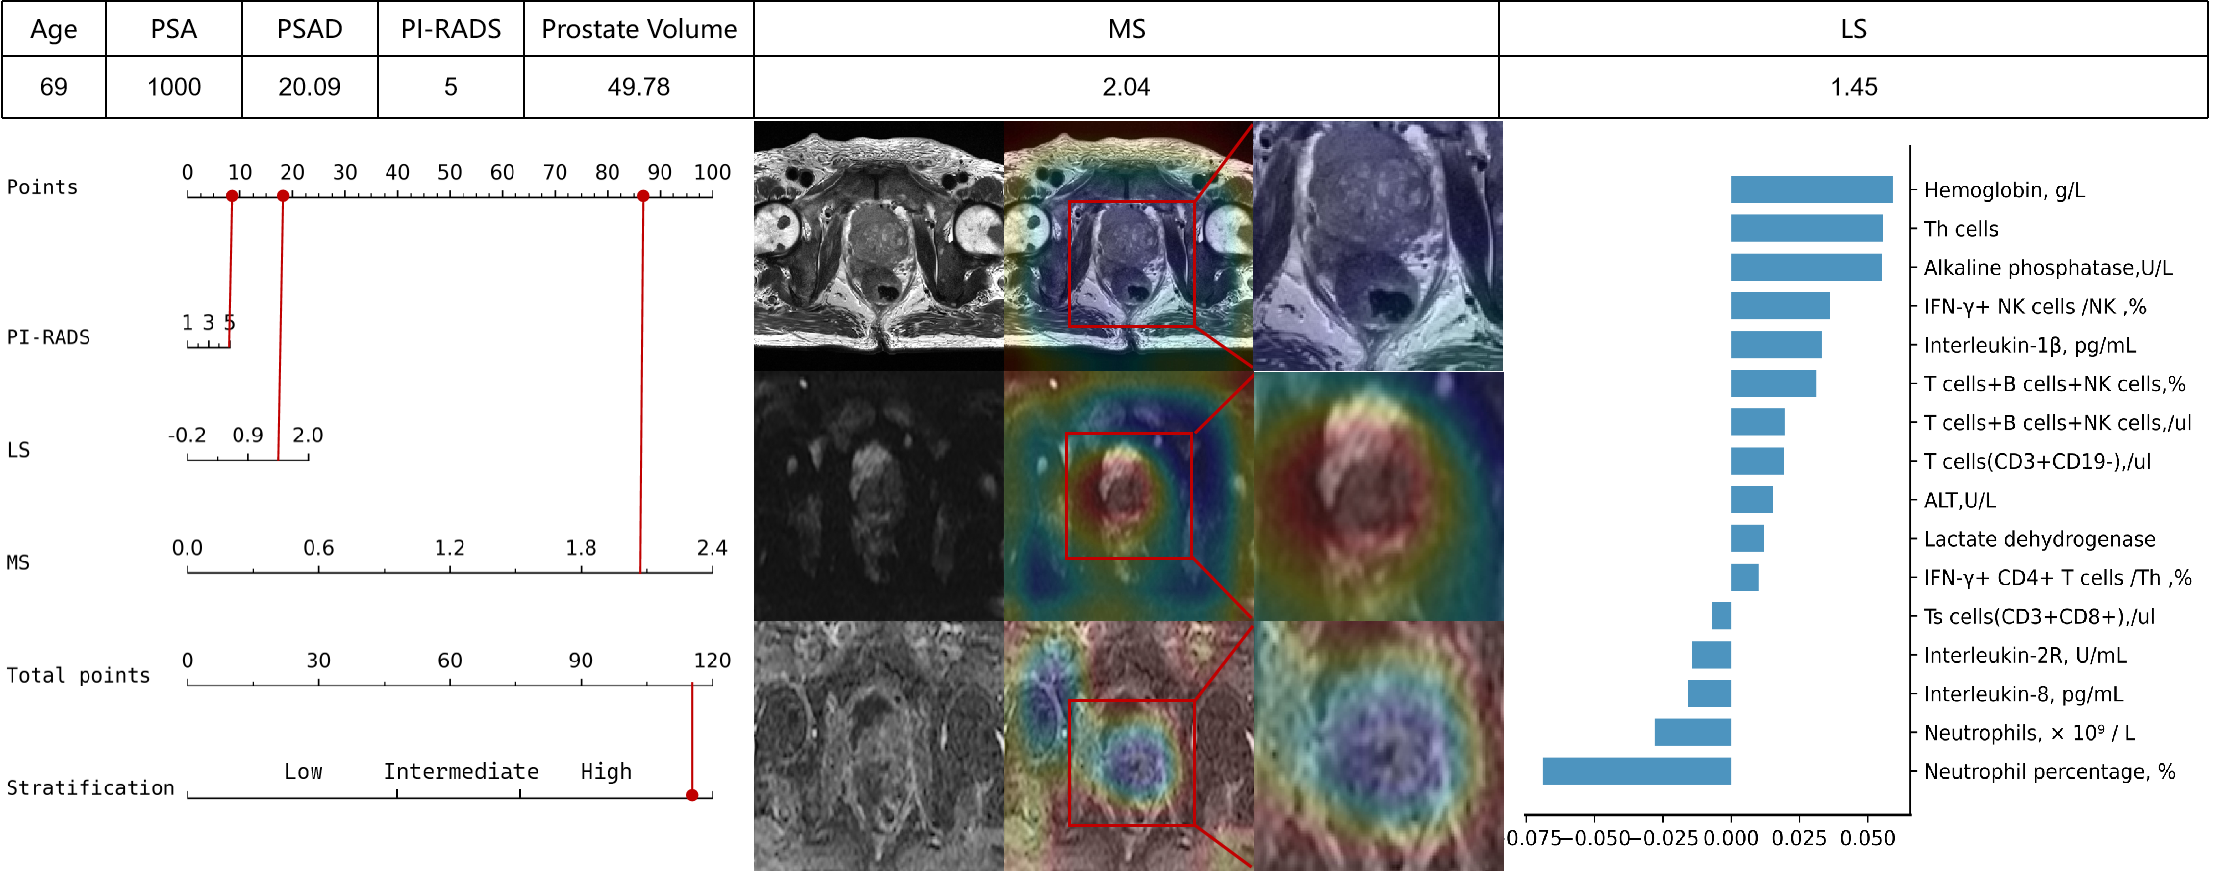 Age PSA PSAD PI-RADS Prostate Volume MS LS
69 1000 20.09 5 49.78 2.04 1.45
0 10 20 30 40 50 60 70 80 90 100
Points
1 3 5
PI-RADS
-0.2 0.9 2.0
LS
0.0 0.6 1.2 1.8 2.4
MS
0 30 60 90 120
Total points
Low Intermediate High
Stratification
Hemoglobin, g/L
Th cells
Alkaline phosphatase,U/L
IFN-γ+ NK cells /NK ,%
Interleukin-1β, pg/mL
T cells+B cells+NK cells,%
T cells+B cells+NK cells,/ul
T cells(CD3+CD19-),/ul
ALT,U/L
Lactate dehydrogenase
IFN-γ+ CD4+ T cells /Th ,%
Ts cells(CD3+CD8+),/ul
Interleukin-2R, U/mL
Interleukin-8, pg/mL
Neutrophils, × 10⁹ / L
Neutrophil percentage, %
0.075 −0.050 −0.025 0.000 0.025 0.050